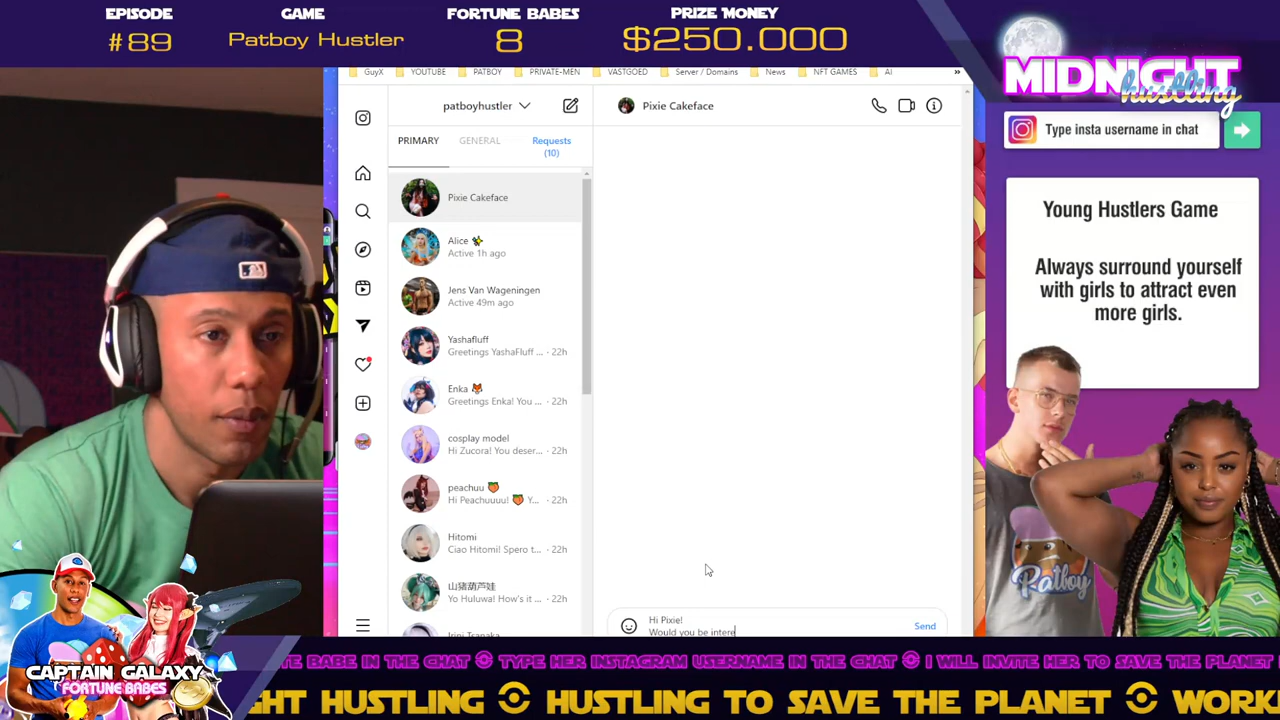 EPISODE
#89
GAME
Patboy Hustler
FORTUNE BABES
8
PRIZE MONEY
$250.000
MIDNIGHT
hustling
GuyX
YOUTUBE
PATBOY
PRIVATE-MEN
VASTGOED
Server / Domains
News
NFT GAMES
AI
»
patboyhustler
PRIMARY
GENERAL
Requests
(10)
Pixie Cakeface
Alice
Active 1h ago
Jens Van Wageningen
Active 49m ago
Yashafluff
Greetings YashaFluff ... · 22h
Enka
Greetings Enka! You ... · 22h
cosplay model
Hi Zucora! You deser... · 22h
peachuu
Hi Peachuuuu! 🍑 Y... · 22h
Hitomi
Ciao Hitomi! Spero t... · 22h
山猪葫芦娃
Yo Huluwa! How's it ... · 22h
Pixie Cakeface
Hi Pixie!
Would you be intere
Send
Type insta username in chat
Young Hustlers Game
Always surround yourself
with girls to attract even
more girls.
Patboy
CAPTAIN GALAXY
FORTUNE BABES
TE BABE IN THE CHAT TYPE HER INSTAGRAM USERNAME IN THE CHAT I WILL INVITE HER TO SAVE THE PLANET
GHT HUSTLING HUSTLING TO SAVE THE PLANET WORK